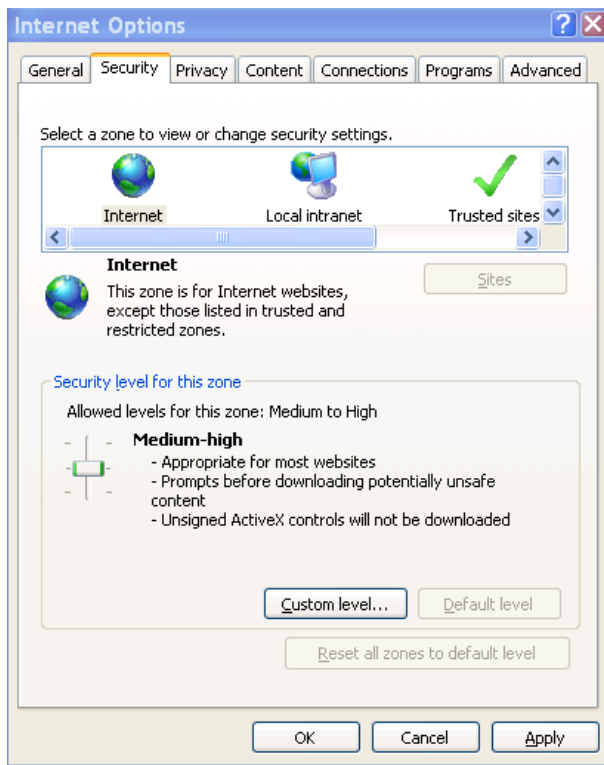 Internet Options
?
General Security Privacy Content Connections Programs Advanced
Select a zone to view or change security settings.
Internet Local intranet Trusted sites
Internet
Sites
This zone is for Internet websites,
except those listed in trusted and
restricted zones.
Security level for this zone
Allowed levels for this zone: Medium to High
Medium-high
- Appropriate for most websites
- Prompts before downloading potentially unsafe
content
- Unsigned ActiveX controls will not be downloaded
Custom level... Default level
Reset all zones to default level
OK Cancel Apply